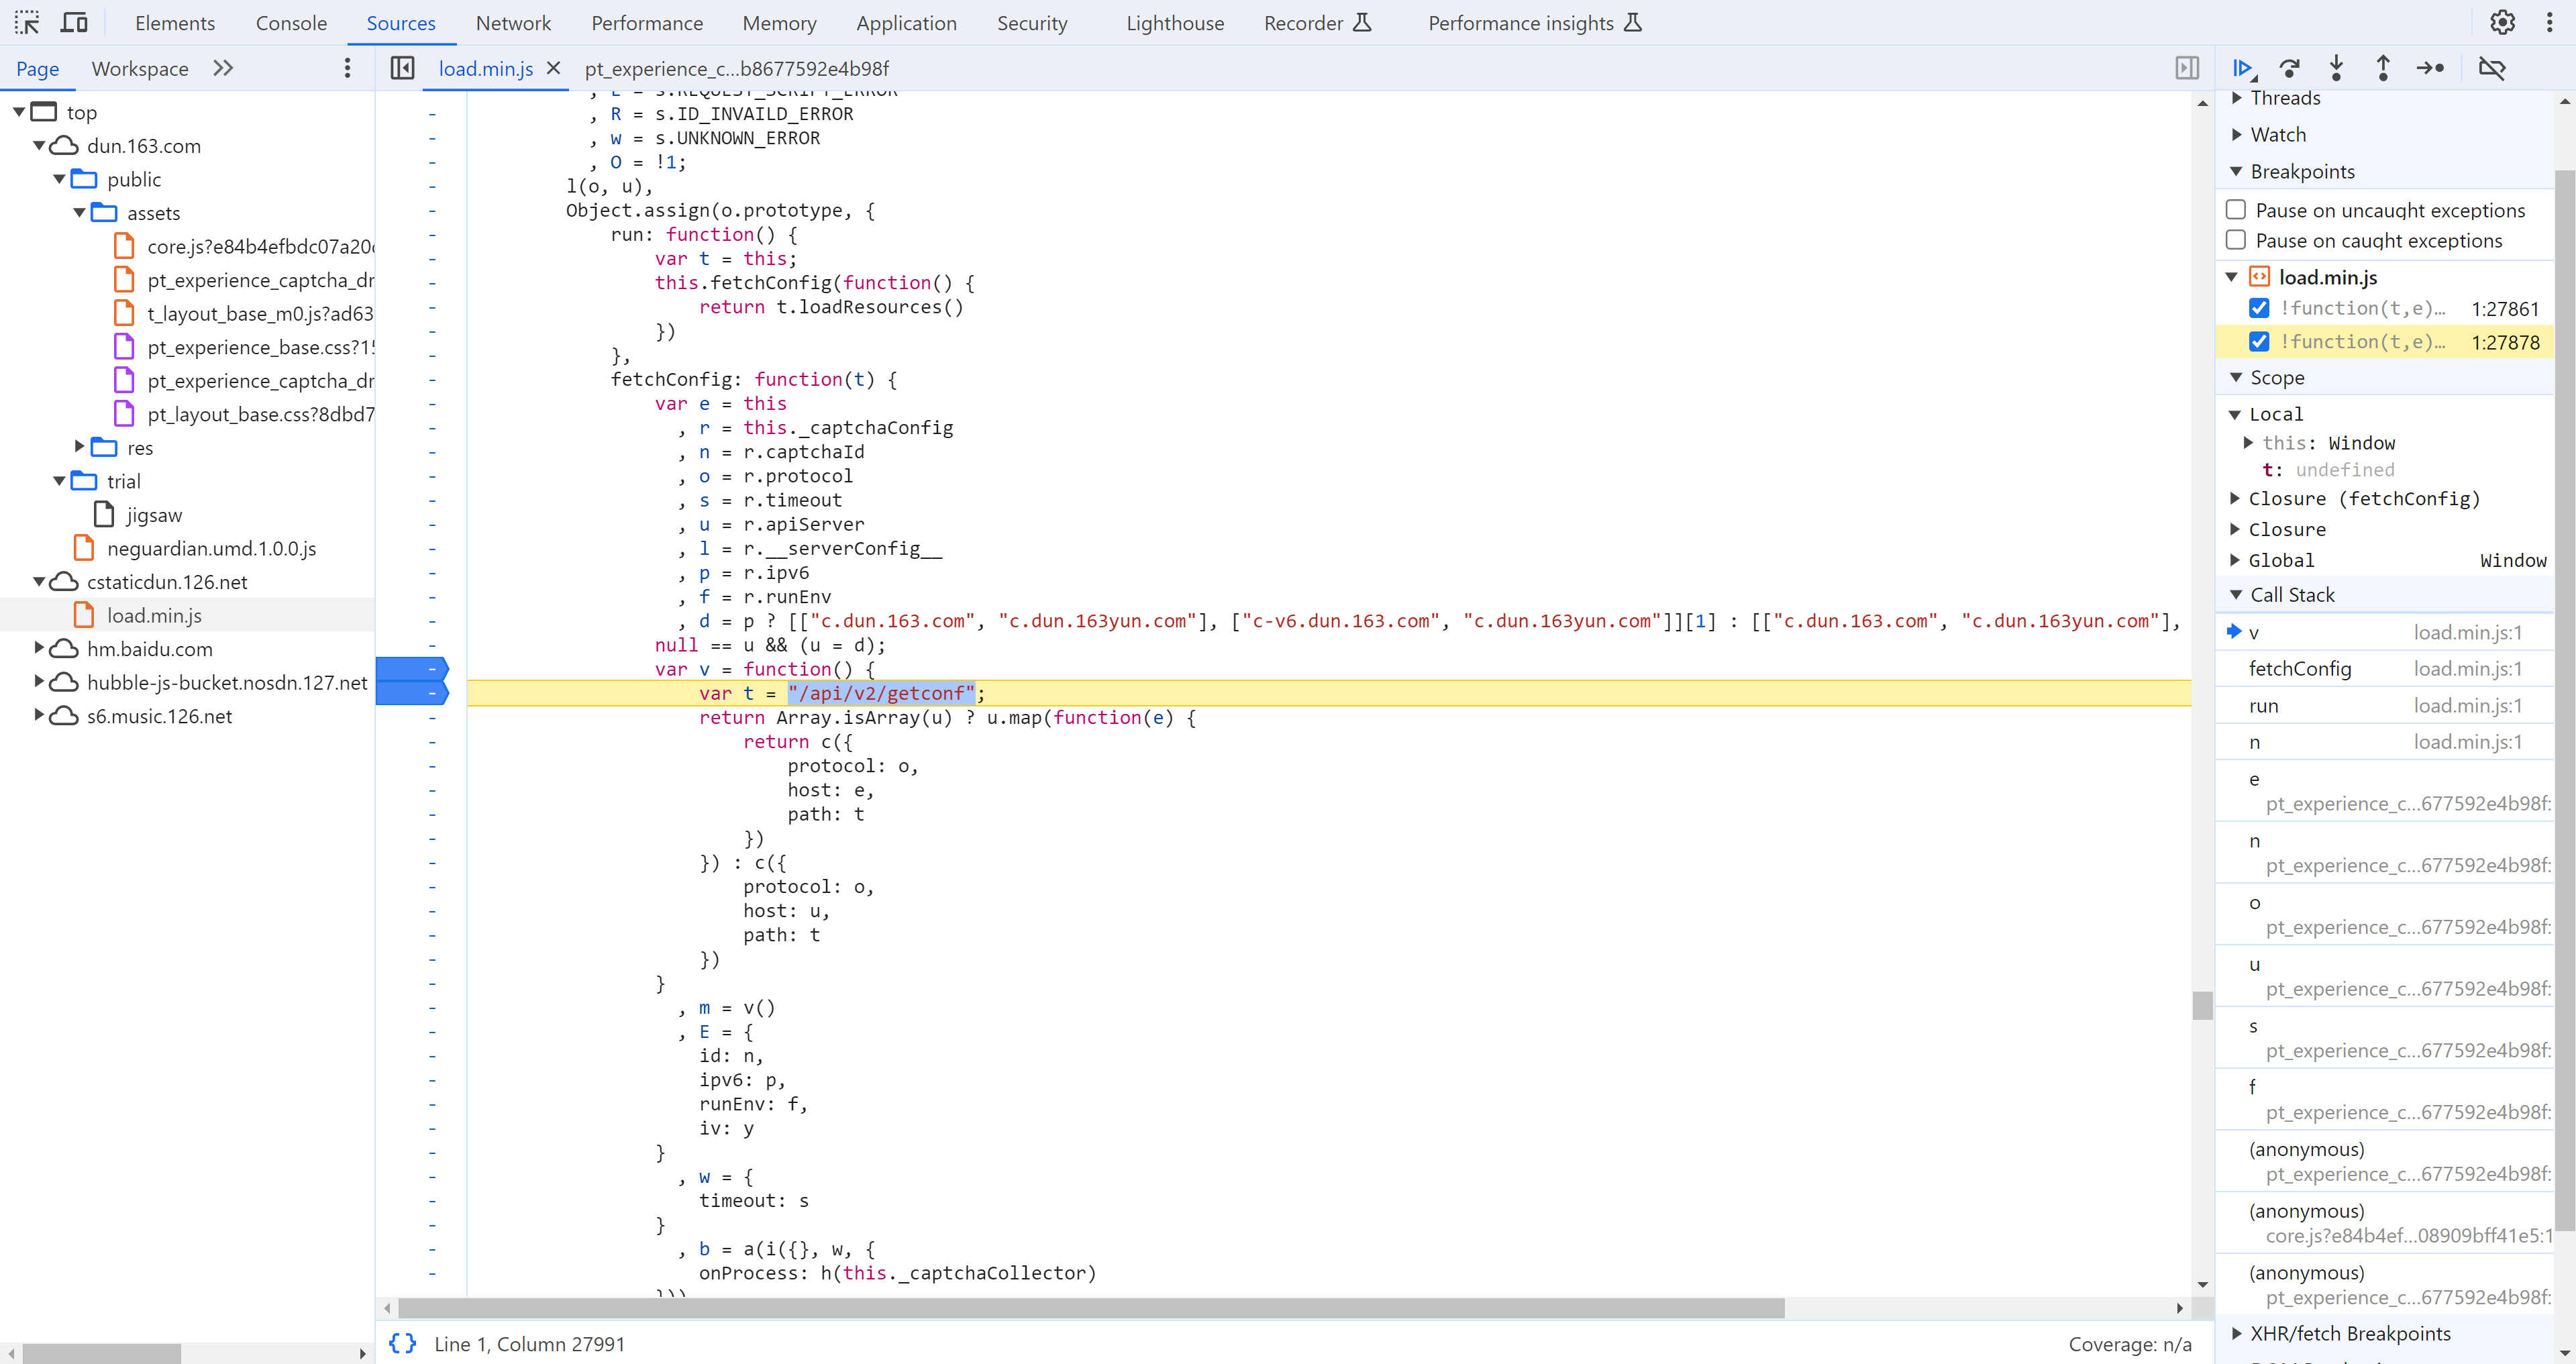 Elements Console Sources Network Performance Memory Application Security Lighthouse Recorder Performance insights
Page Workspace
load.min.js pt_experience_c...b8677592e4b98f
top
dun.163.com
public
assets
core.js?e84b4efbdc07a20
pt_experience_captcha_dr
t_layout_base_m0.js?ad63
pt_experience_base.css?15
pt_experience_captcha_dr
pt_layout_base.css?8dbd7
res
trial
jigsaw
neguardian.umd.1.0.0.js
cstaticdun.126.net
load.min.js
hm.baidu.com
hubble-js-bucket.nosdn.127.net
s6.music.126.net
, E = s.REQUEST_SCRIPT_ERROR
, R = s.ID_INVAILD_ERROR
, w = s.UNKNOWN_ERROR
, O = !1;
l(o, u),
Object.assign(o.prototype, {
run: function() {
var t = this;
this.fetchConfig(function() {
return t.loadResources()
})
},
fetchConfig: function(t) {
var e = this
, r = this._captchaConfig
, n = r.captchaId
, o = r.protocol
, s = r.timeout
, u = r.apiServer
, l = r.__serverConfig__
, p = r.ipv6
, f = r.runEnv
, d = p ? [["c.dun.163.com", "c.dun.163yun.com"], ["c-v6.dun.163.com", "c.dun.163yun.com"]][1] : [["c.dun.163.com", "c.dun.163yun.com"],
null == u && (u = d);
var v = function() {
var t = "/api/v2/getconf";
return Array.isArray(u) ? u.map(function(e) {
return c({
protocol: o,
host: e,
path: t
})
}) : c({
protocol: o,
host: u,
path: t
})
}
, m = v()
, E = {
id: n,
ipv6: p,
runEnv: f,
iv: y
}
, w = {
timeout: s
}
, b = a(i({}, w, {
onProcess: h(this._captchaCollector)
}))
Line 1, Column 27991
Coverage: n/a
Threads
Watch
Breakpoints
Pause on uncaught exceptions
Pause on caught exceptions
load.min.js
!function(t,e)… 1:27861
!function(t,e)… 1:27878
Scope
Local
this: Window
t: undefined
Closure (fetchConfig)
Closure
Global Window
Call Stack
v load.min.js:1
fetchConfig load.min.js:1
run load.min.js:1
n load.min.js:1
e
pt_experience_c...677592e4b98f:
n
pt_experience_c...677592e4b98f:
o
pt_experience_c...677592e4b98f:
u
pt_experience_c...677592e4b98f:
s
pt_experience_c...677592e4b98f:
f
pt_experience_c...677592e4b98f:
(anonymous)
pt_experience_c...677592e4b98f:
(anonymous)
core.js?e84b4ef...08909bff41e5:1
(anonymous)
pt_experience_c...677592e4b98f:
XHR/fetch Breakpoints